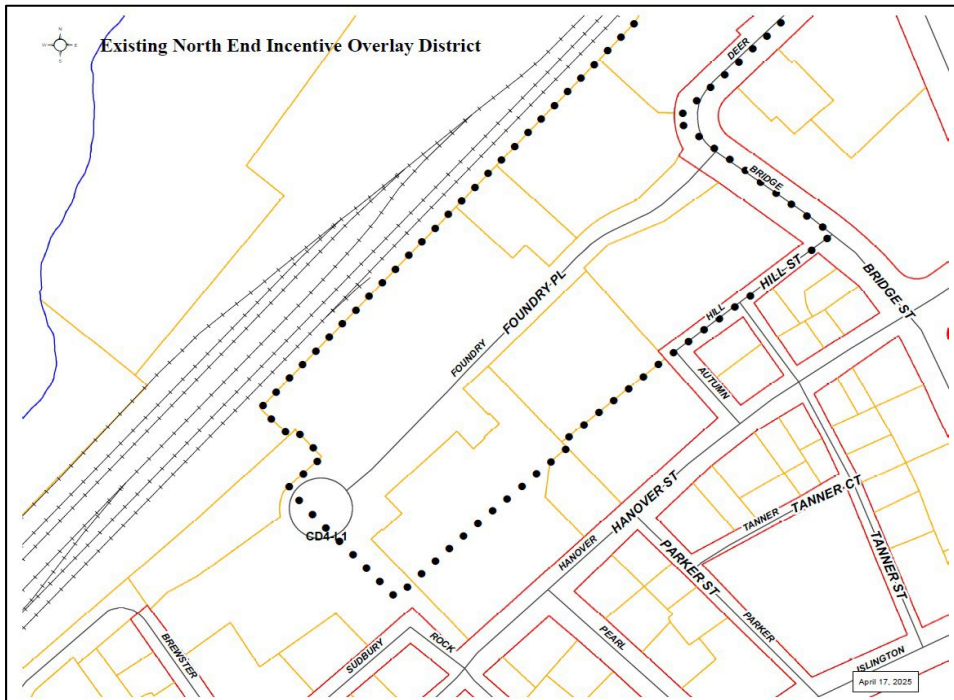 N
W E
S
Existing North End Incentive Overlay District
DEER
BRIDGE
HILL ST
HILL
BRIDGE ST
FOUNDRY PL
FOUNDRY
AUTUMN
HANOVER ST
HANOVER
CD4-L1
TANNER CT
TANNER
TANNER ST
PARKER ST
PARKER
PEARL
ROCK
SUDBURY
BREWSTER
ISLINGTON
April 17, 2025